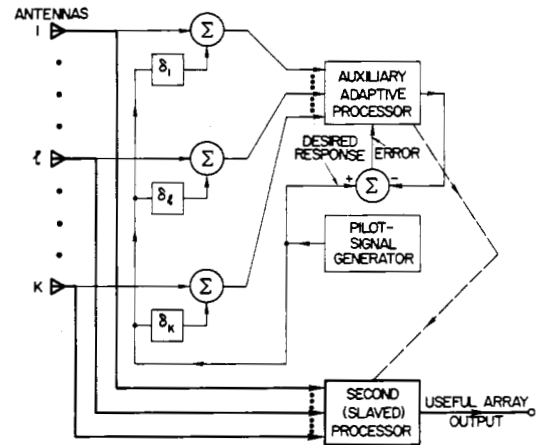 ANTENNAS
1
Σ
δ1
AUXILIARY
ADAPTIVE
PROCESSOR
DESIRED
RESPONSE
ERROR
ℓ
Σ
+
Σ
-
δℓ
PILOT-
SIGNAL
GENERATOR
K
Σ
δK
SECOND
(SLAVED)
PROCESSOR
USEFUL ARRAY
OUTPUT